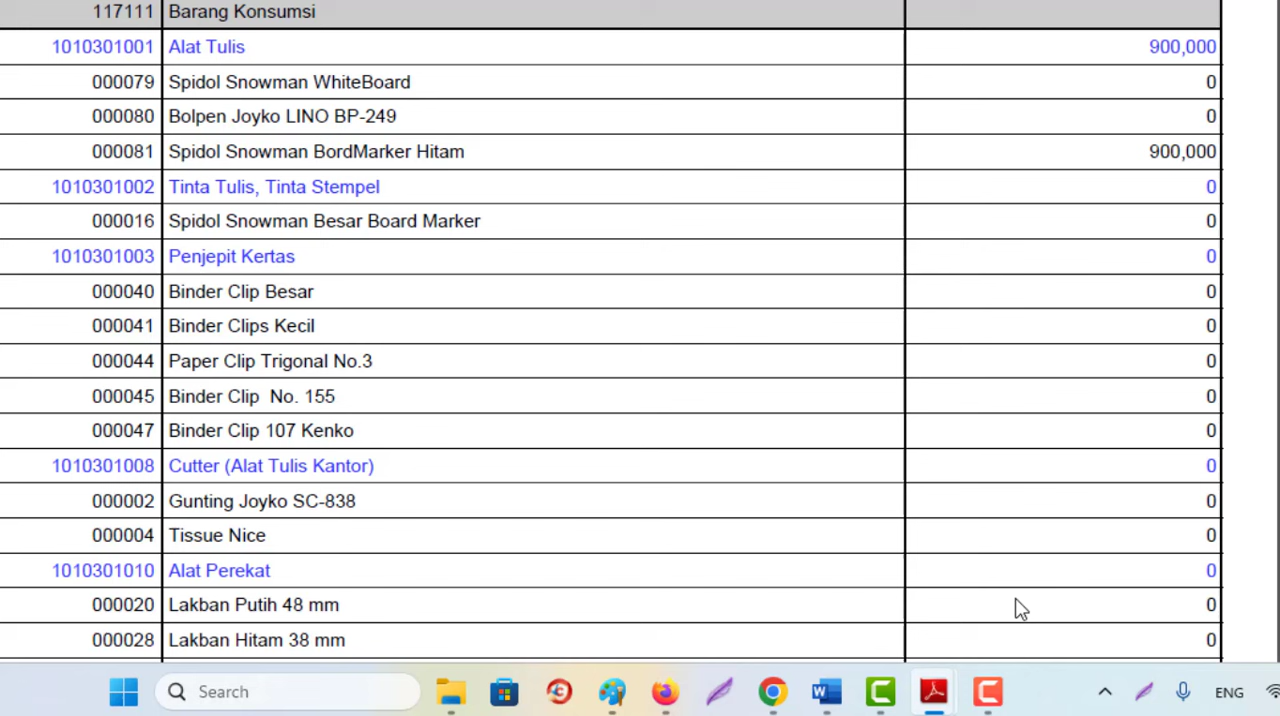 117111 Barang Konsumsi
1010301001 Alat Tulis 900,000
000079 Spidol Snowman WhiteBoard 0
000080 Bolpen Joyko LINO BP-249 0
000081 Spidol Snowman BordMarker Hitam 900,000
1010301002 Tinta Tulis, Tinta Stempel 0
000016 Spidol Snowman Besar Board Marker 0
1010301003 Penjepit Kertas 0
000040 Binder Clip Besar 0
000041 Binder Clips Kecil 0
000044 Paper Clip Trigonal No.3 0
000045 Binder Clip  No. 155 0
000047 Binder Clip 107 Kenko 0
1010301008 Cutter (Alat Tulis Kantor) 0
000002 Gunting Joyko SC-838 0
000004 Tissue Nice 0
1010301010 Alat Perekat 0
000020 Lakban Putih 48 mm 0
000028 Lakban Hitam 38 mm 0
Search ENG